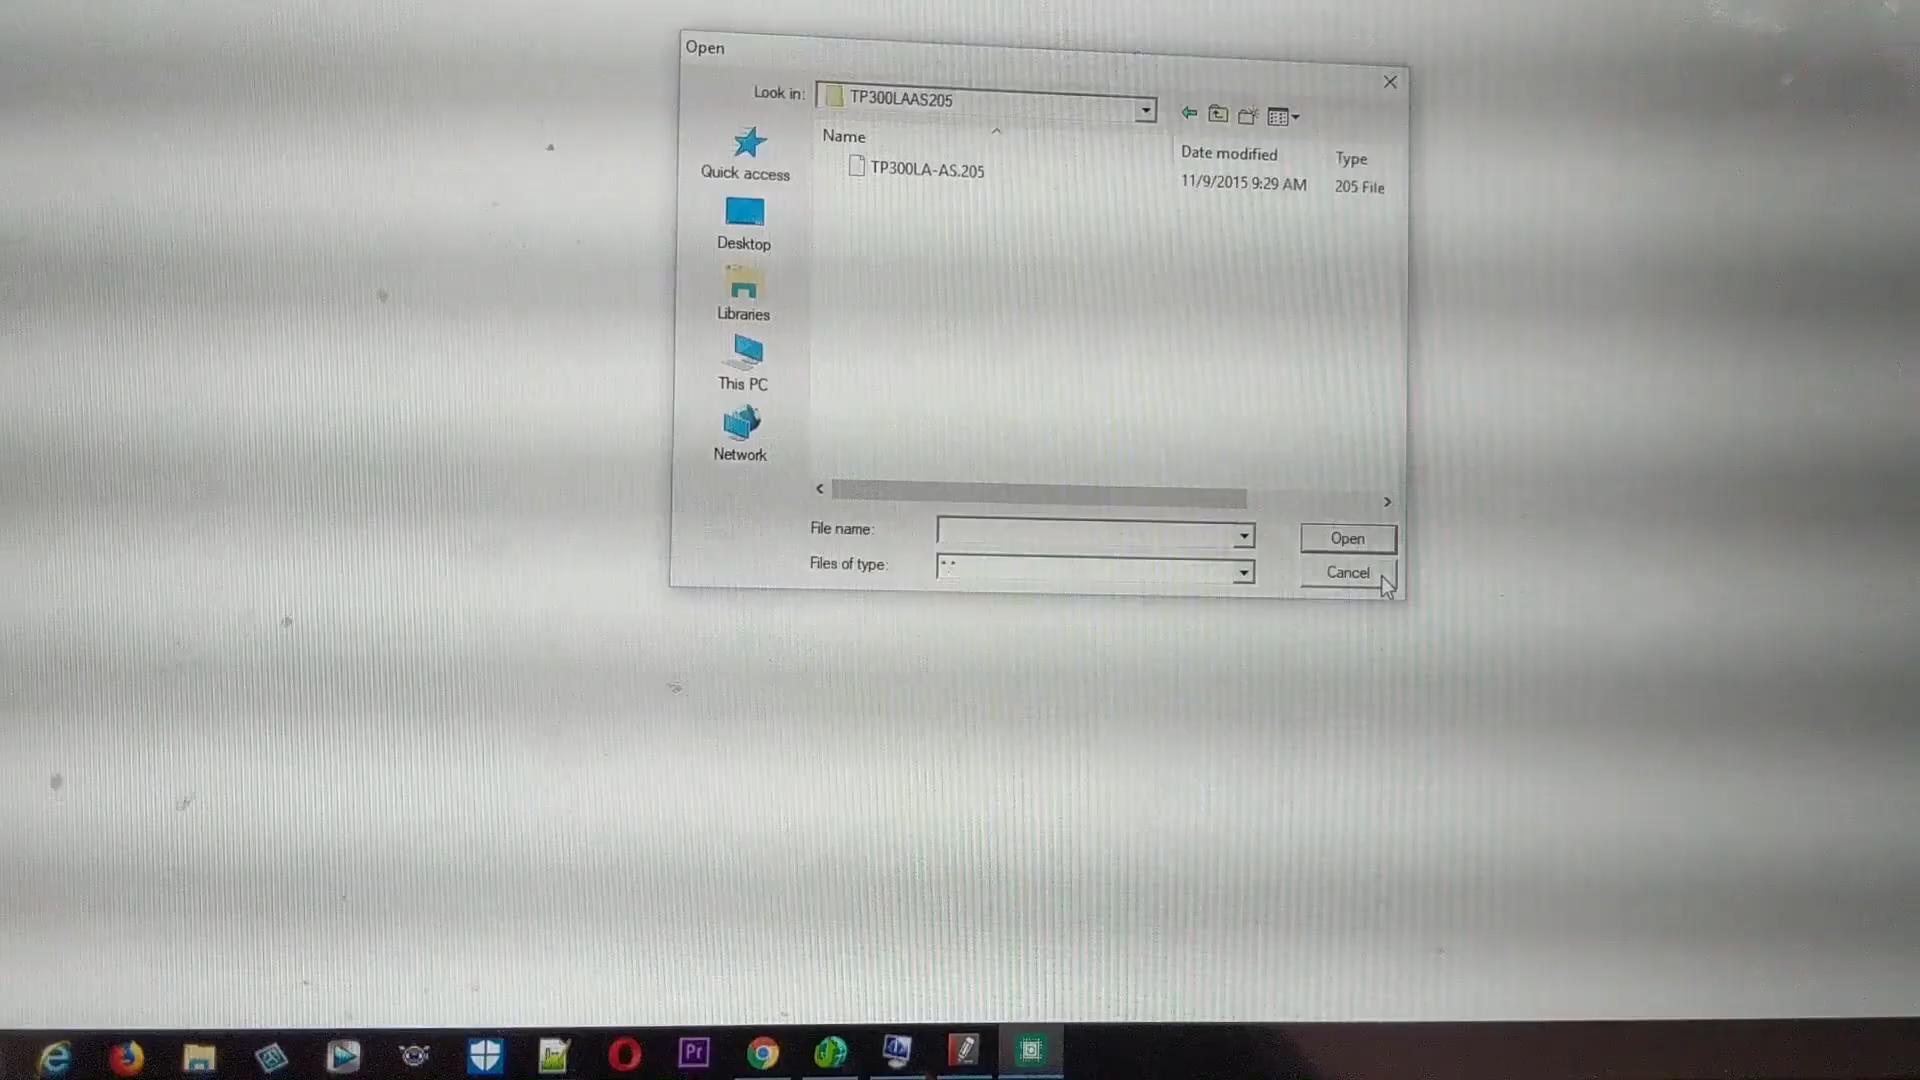 Open
Look in: TP300LAAS205
Name Date modified Type
TP300LA-AS.205 11/9/2015 9:29 AM 205 File
Quick access
Desktop
Libraries
This PC
Network
File name: Open
Files of type: *.* Cancel
Pr